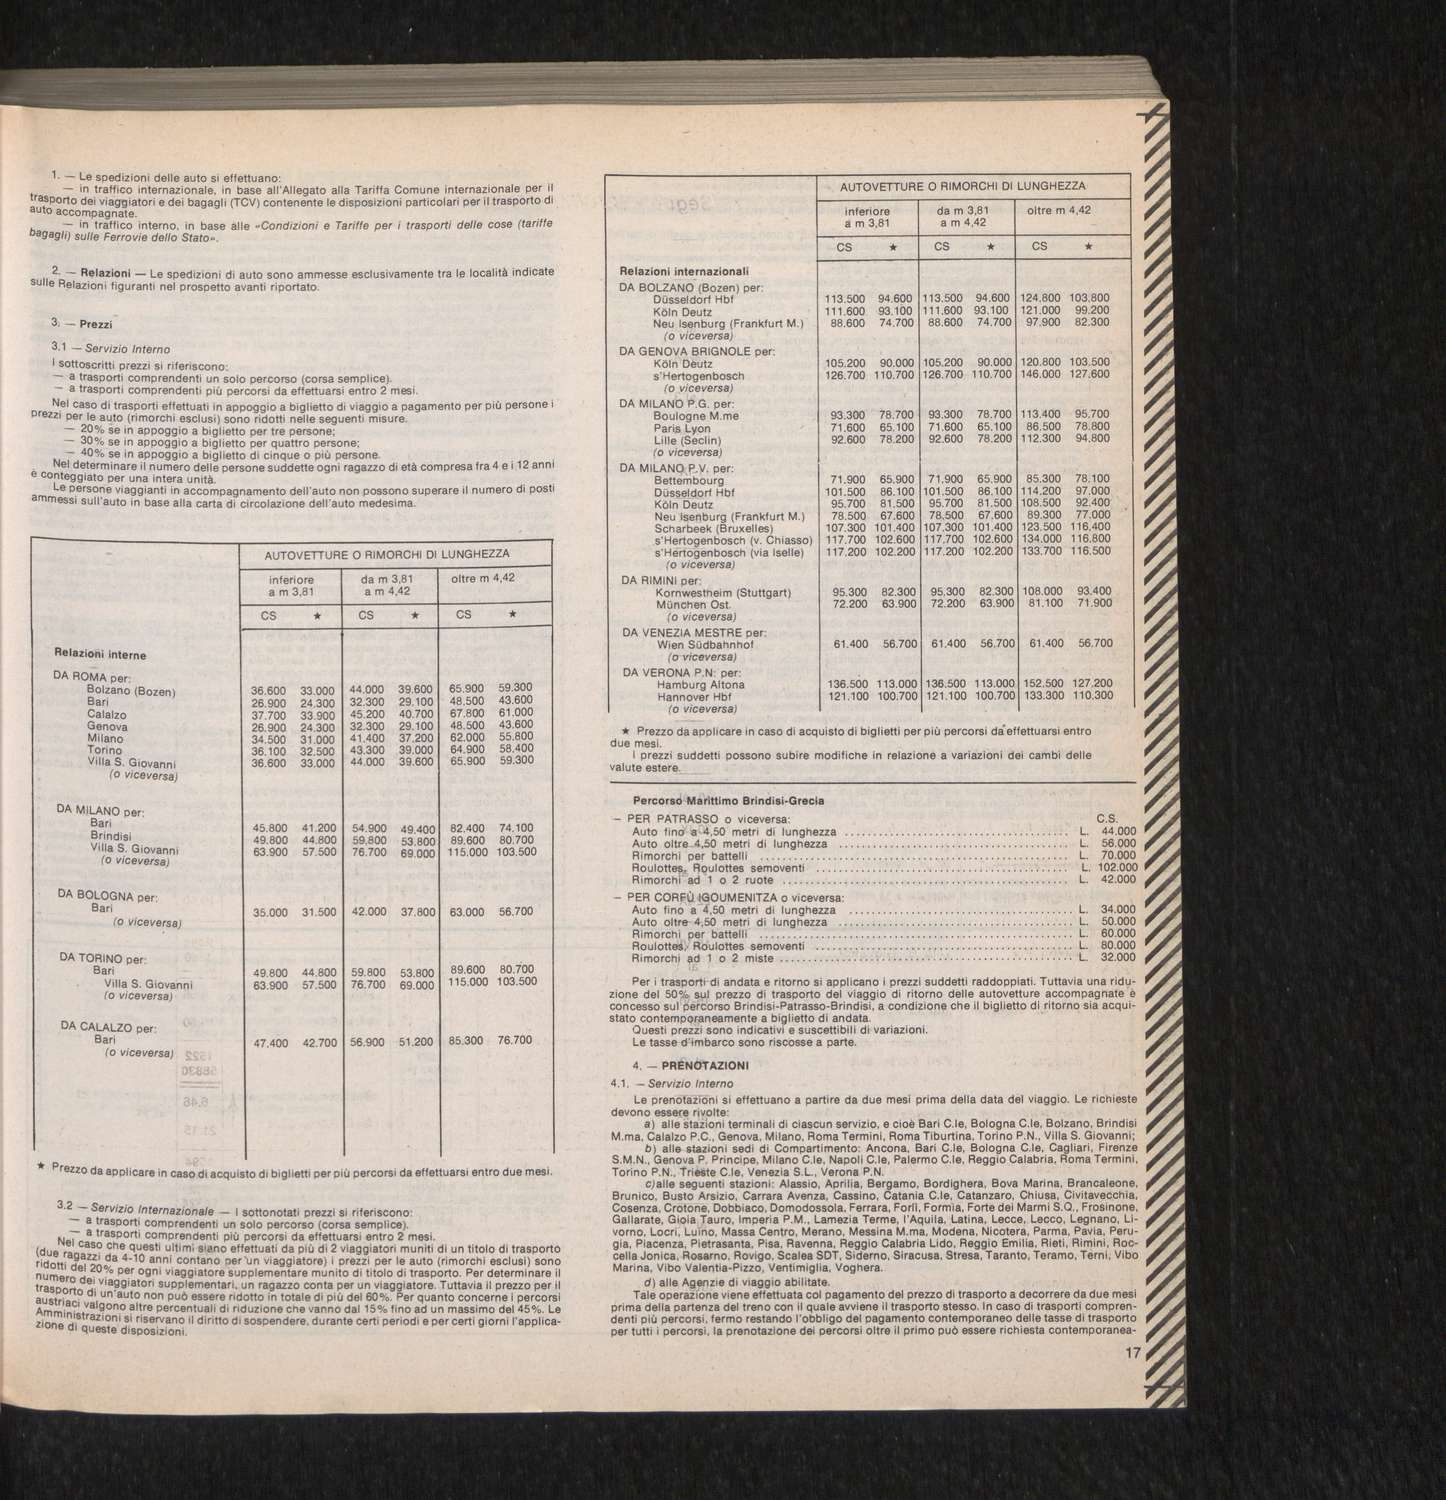 1. — Le spedizioni delle auto si effettuano:
— in traffico internazionale, in base all'Allegato alla Tariffa Comune internazionale per il
trasporto dei viaggiatori e dei bagagli (TCV) contenente le disposizioni particolari per il trasporto di
auto accompagnate.
— in traffico interno, in base alle «Condizioni e Tariffe per i trasporti delle cose (tariffe
bagagli) sulle Ferrovie dello Stato».
2. — Relazioni — Le spedizioni di auto sono ammesse esclusivamente tra le località indicate
sulle Relazioni figuranti nel prospetto avanti riportato.
3. — Prezzi
3.1 — Servizio Interno
I sottoscritti prezzi si riferiscono:
— a trasporti comprendenti un solo percorso (corsa semplice).
— a trasporti comprendenti più percorsi da effettuarsi entro 2 mesi.
Nel caso di trasporti effettuati in appoggio a biglietto di viaggio a pagamento per più persone i
prezzi per le auto (rimorchi esclusi) sono ridotti nelle seguenti misure.
— 20% se in appoggio a biglietto per tre persone;
— 30% se in appoggio a biglietto per quattro persone;
— 40% se in appoggio a biglietto di cinque o più persone.
Nel determinare il numero delle persone suddette ogni ragazzo di età compresa fra 4 e i 12 anni
è conteggiato per una intera unità.
Le persone viaggianti in accompagnamento dell'auto non possono superare il numero di posti
ammessi sull'auto in base alla carta di circolazione dell'auto medesima.
AUTOVETTURE O RIMORCHI DI LUNGHEZZA
inferiore a m 3,81 da m 3,81 a m 4,42 oltre m 4,42
CS ★ CS ★ CS ★
Relazioni interne
DA ROMA per:
Bolzano (Bozen) 36.600 33.000 44.000 39.600 65.900 59.300
Bari 26.900 24.300 32.300 29.100 48.500 43.600
Calalzo 37.700 33.900 45.200 40.700 67.800 61.000
Genova 26.900 24.300 32.300 29.100 48.500 43.600
Milano 34.500 31.000 41.400 37.200 62.000 55.800
Torino 36.100 32.500 43.300 39.000 64.900 58.400
Villa S. Giovanni 36.600 33.000 44.000 39.600 65.900 59.300
(o viceversa)
DA MILANO per:
Bari 45.800 41.200 54.900 49.400 82.400 74.100
Brindisi 49.800 44.800 59.800 53.800 89.600 80.700
Villa S. Giovanni 63.900 57.500 76.700 69.000 115.000 103.500
(o viceversa)
DA BOLOGNA per:
Bari 35.000 31.500 42.000 37.800 63.000 56.700
(o viceversa)
DA TORINO per:
Bari 49.800 44.800 59.800 53.800 89.600 80.700
Villa S. Giovanni 63.900 57.500 76.700 69.000 115.000 103.500
(o viceversa)
DA CALALZO per:
Bari 47.400 42.700 56.900 51.200 85.300 76.700
(o viceversa)
★ Prezzo da applicare in caso di acquisto di biglietti per più percorsi da effettuarsi entro due mesi.
3.2 — Servizio Internazionale — I sottonotati prezzi si riferiscono:
— a trasporti comprendenti un solo percorso (corsa semplice).
— a trasporti comprendenti più percorsi da effettuarsi entro 2 mesi.
Nel caso che questi ultimi siano effettuati da più di 2 viaggiatori muniti di un titolo di trasporto
(due ragazzi da 4-10 anni contano per un viaggiatore) i prezzi per le auto (rimorchi esclusi) sono
ridotti del 20% per ogni viaggiatore supplementare munito di titolo di trasporto. Per determinare il
numero dei viaggiatori supplementari, un ragazzo conta per un viaggiatore. Tuttavia il prezzo per il
trasporto di un'auto non può essere ridotto in totale di più del 60%. Per quanto concerne i percorsi
austriaci valgono altre percentuali di riduzione che vanno dal 15% fino ad un massimo del 45%. Le
Amministrazioni si riservano il diritto di sospendere, durante certi periodi e per certi giorni l'applica-
zione di queste disposizioni.
AUTOVETTURE O RIMORCHI DI LUNGHEZZA
inferiore a m 3,81 da m 3,81 a m 4,42 oltre m 4,42
CS ★ CS ★ CS ★
Relazioni internazionali
DA BOLZANO (Bozen) per:
Düsseldorf Hbf 113.500 94.600 113.500 94.600 124.800 103.800
Köln Deutz 111.600 93.100 111.600 93.100 121.000 99.200
Neu Isenburg (Frankfurt M.) 88.600 74.700 88.600 74.700 97.900 82.300
(o viceversa)
DA GENOVA BRIGNOLE per:
Köln Deutz 105.200 90.000 105.200 90.000 120.800 103.500
s'Hertogenbosch 126.700 110.700 126.700 110.700 146.000 127.600
(o viceversa)
DA MILANO P.G. per:
Boulogne M.me 93.300 78.700 93.300 78.700 113.400 95.700
Paris Lyon 71.600 65.100 71.600 65.100 86.500 78.800
Lille (Seclin) 92.600 78.200 92.600 78.200 112.300 94.800
(o viceversa)
DA MILANO P.V. per:
Bettembourg 71.900 65.900 71.900 65.900 85.300 78.100
Düsseldorf Hbf 101.500 86.100 101.500 86.100 114.200 97.000
Köln Deutz 95.700 81.500 95.700 81.500 108.500 92.400
Neu Isenburg (Frankfurt M.) 78.500 67.600 78.500 67.600 89.300 77.000
Scharbeek (Bruxelles) 107.300 101.400 107.300 101.400 123.500 116.400
s'Hertogenbosch (v. Chiasso) 117.700 102.600 117.700 102.600 134.000 116.800
s'Hertogenbosch (via Iselle) 117.200 102.200 117.200 102.200 133.700 116.500
(o viceversa)
DA RIMINI per:
Kornwestheim (Stuttgart) 95.300 82.300 95.300 82.300 108.000 93.400
München Ost. 72.200 63.900 72.200 63.900 81.100 71.900
(o viceversa)
DA VENEZIA MESTRE per:
Wien Südbahnhof 61.400 56.700 61.400 56.700 61.400 56.700
(o viceversa)
DA VERONA P.N. per:
Hamburg Altona 136.500 113.000 136.500 113.000 152.500 127.200
Hannover Hbf 121.100 100.700 121.100 100.700 133.300 110.300
(o viceversa)
★ Prezzo da applicare in caso di acquisto di biglietti per più percorsi da effettuarsi entro
due mesi.
I prezzi suddetti possono subire modifiche in relazione a variazioni dei cambi delle
valute estere.
Percorso Marittimo Brindisi-Grecia
— PER PATRASSO o viceversa: C.S.
Auto fino a 4,50 metri di lunghezza L. 44.000
Auto oltre 4,50 metri di lunghezza L. 56.000
Rimorchi per battelli L. 70.000
Roulottes, Roulottes semoventi L. 102.000
Rimorchi ad 1 o 2 ruote L. 42.000
— PER CORFÙ IGOUMENITZA o viceversa:
Auto fino a 4,50 metri di lunghezza L. 34.000
Auto oltre 4,50 metri di lunghezza L. 50.000
Rimorchi per battelli L. 60.000
Roulottes, Roulottes semoventi L. 80.000
Rimorchi ad 1 o 2 miste L. 32.000
Per i trasporti di andata e ritorno si applicano i prezzi suddetti raddoppiati. Tuttavia una ridu-
zione del 50% sul prezzo di trasporto del viaggio di ritorno delle autovetture accompagnate è
concesso sul percorso Brindisi-Patrasso-Brindisi, a condizione che il biglietto di ritorno sia acqui-
stato contemporaneamente a biglietto di andata.
Questi prezzi sono indicativi e suscettibili di variazioni.
Le tasse d'imbarco sono riscosse a parte.
4. — PRENOTAZIONI
4.1. — Servizio Interno
Le prenotazioni si effettuano a partire da due mesi prima della data del viaggio. Le richieste
devono essere rivolte:
a) alle stazioni terminali di ciascun servizio, e cioè Bari C.le, Bologna C.le, Bolzano, Brindisi
M.ma, Calalzo P.C., Genova, Milano, Roma Termini, Roma Tiburtina, Torino P.N., Villa S. Giovanni;
b) alle stazioni sedi di Compartimento: Ancona, Bari C.le, Bologna C.le, Cagliari, Firenze
S.M.N., Genova P. Principe, Milano C.le, Napoli C.le, Palermo C.le, Reggio Calabria, Roma Termini,
Torino P.N., Trieste C.le, Venezia S.L., Verona P.N.
c)alle seguenti stazioni: Alassio, Aprilia, Bergamo, Bordighera, Bova Marina, Brancaleone,
Brunico, Busto Arsizio, Carrara Avenza, Cassino, Catania C.le, Catanzaro, Chiusa, Civitavecchia,
Cosenza, Crotone, Dobbiaco, Domodossola, Ferrara, Forlì, Formia, Forte dei Marmi S.Q., Frosinone,
Gallarate, Gioia Tauro, Imperia P.M., Lamezia Terme, l'Aquila, Latina, Lecce, Lecco, Legnano, Li-
vorno, Locri, Luino, Massa Centro, Merano, Messina M.ma, Modena, Nicotera, Parma, Pavia, Peru-
gia, Piacenza, Pietrasanta, Pisa, Ravenna, Reggio Calabria Lido, Reggio Emilia, Rieti, Rimini, Roc-
cella Jonica, Rosarno, Rovigo, Scalea SDT, Siderno, Siracusa, Stresa, Taranto, Teramo, Terni, Vibo
Marina, Vibo Valentia-Pizzo, Ventimiglia, Voghera.
d) alle Agenzie di viaggio abilitate.
Tale operazione viene effettuata col pagamento del prezzo di trasporto a decorrere da due mesi
prima della partenza del treno con il quale avviene il trasporto stesso. In caso di trasporti compren-
denti più percorsi, fermo restando l'obbligo del pagamento contemporaneo delle tasse di trasporto
per tutti i percorsi, la prenotazione dei percorsi oltre il primo può essere richiesta contemporanea-
17